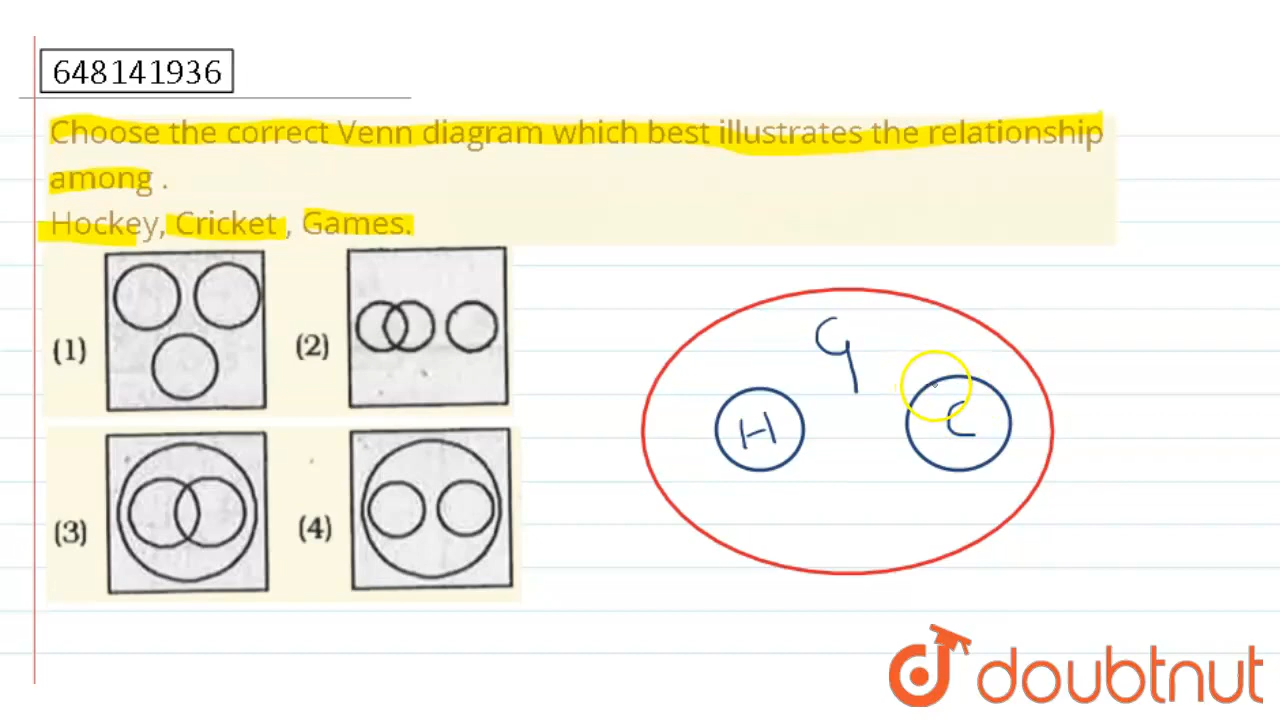 648141936
Choose the correct Venn diagram which best illustrates the relationship
among .
Hockey, Cricket , Games.
(1)
(2)
(3)
(4)
G
H
C
doubtnut